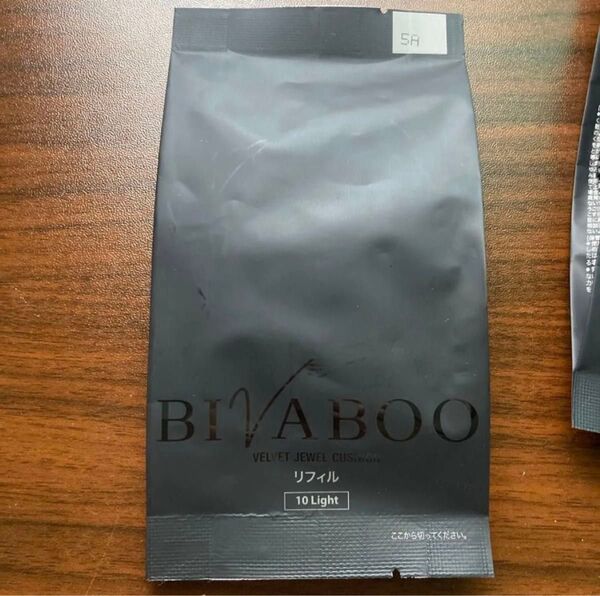 5A
BIVABOO
VELVET JEWEL CUSHION
リフィル
10 Light
ここから切ってください。